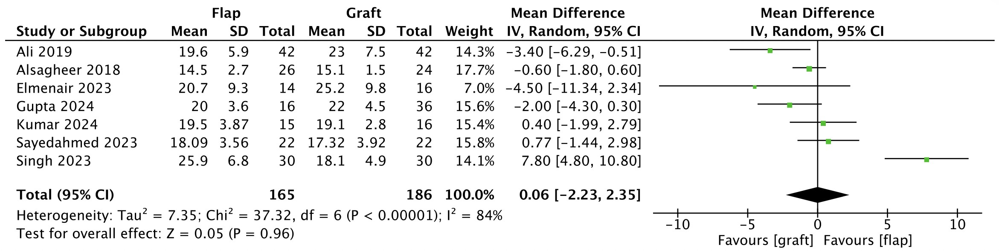 Flap Graft Mean Difference Mean Difference
Study or Subgroup Mean SD Total Mean SD Total Weight IV, Random, 95% CI IV, Random, 95% CI
Ali 2019 19.6 5.9 42 23 7.5 42 14.3% −3.40 [−6.29, −0.51]
Alsagheer 2018 14.5 2.7 26 15.1 1.5 24 17.7% −0.60 [−1.80, 0.60]
Elmenair 2023 20.7 9.3 14 25.2 9.8 16 7.0% −4.50 [−11.34, 2.34]
Gupta 2024 20 3.6 16 22 4.5 36 15.6% −2.00 [−4.30, 0.30]
Kumar 2024 19.5 3.87 15 19.1 2.8 16 15.4% 0.40 [−1.99, 2.79]
Sayedahmed 2023 18.09 3.56 22 17.32 3.92 22 15.8% 0.77 [−1.44, 2.98]
Singh 2023 25.9 6.8 30 18.1 4.9 30 14.1% 7.80 [4.80, 10.80]
Total (95% CI) 165 186 100.0% 0.06 [−2.23, 2.35]
Heterogeneity: Tau² = 7.35; Chi² = 37.32, df = 6 (P < 0.00001); I² = 84%
Test for overall effect: Z = 0.05 (P = 0.96)
−10 −5 0 5 10
Favours [graft] Favours [flap]